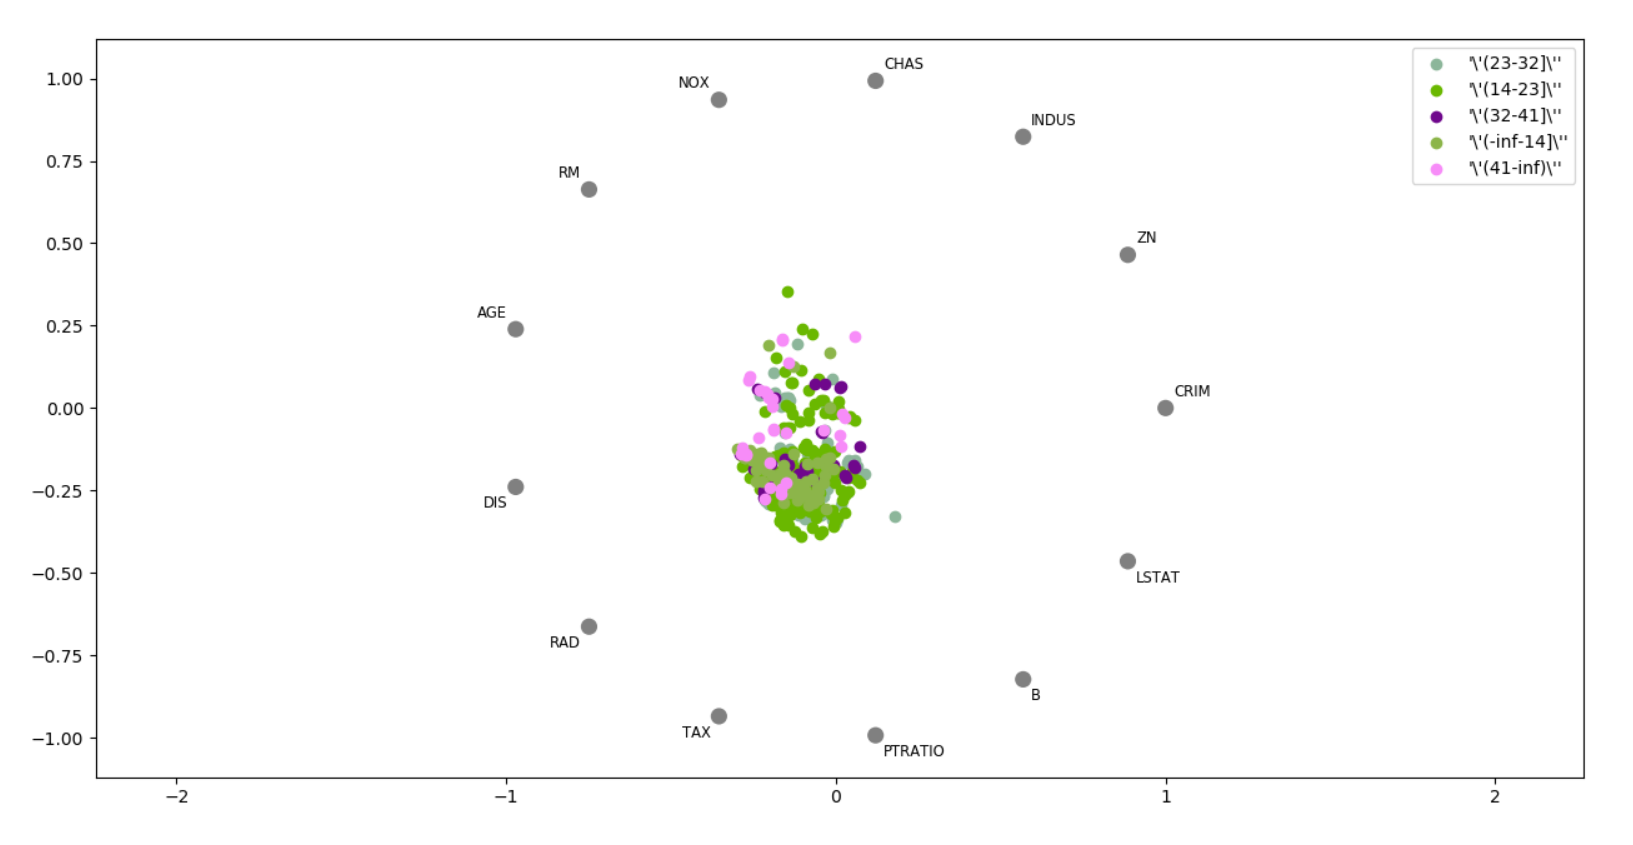 CHAS
NOX
INDUS
RM
ZN
AGE
CRIM
DIS
LSTAT
RAD
B
TAX
PTRATIO
'\'(23-32]\''
'\'(14-23]\''
'\'(32-41]\''
'\'(-inf-14]\''
'\'(41-inf)\''
1.00
0.75
0.50
0.25
0.00
−0.25
−0.50
−0.75
−1.00
−2
−1
0
1
2